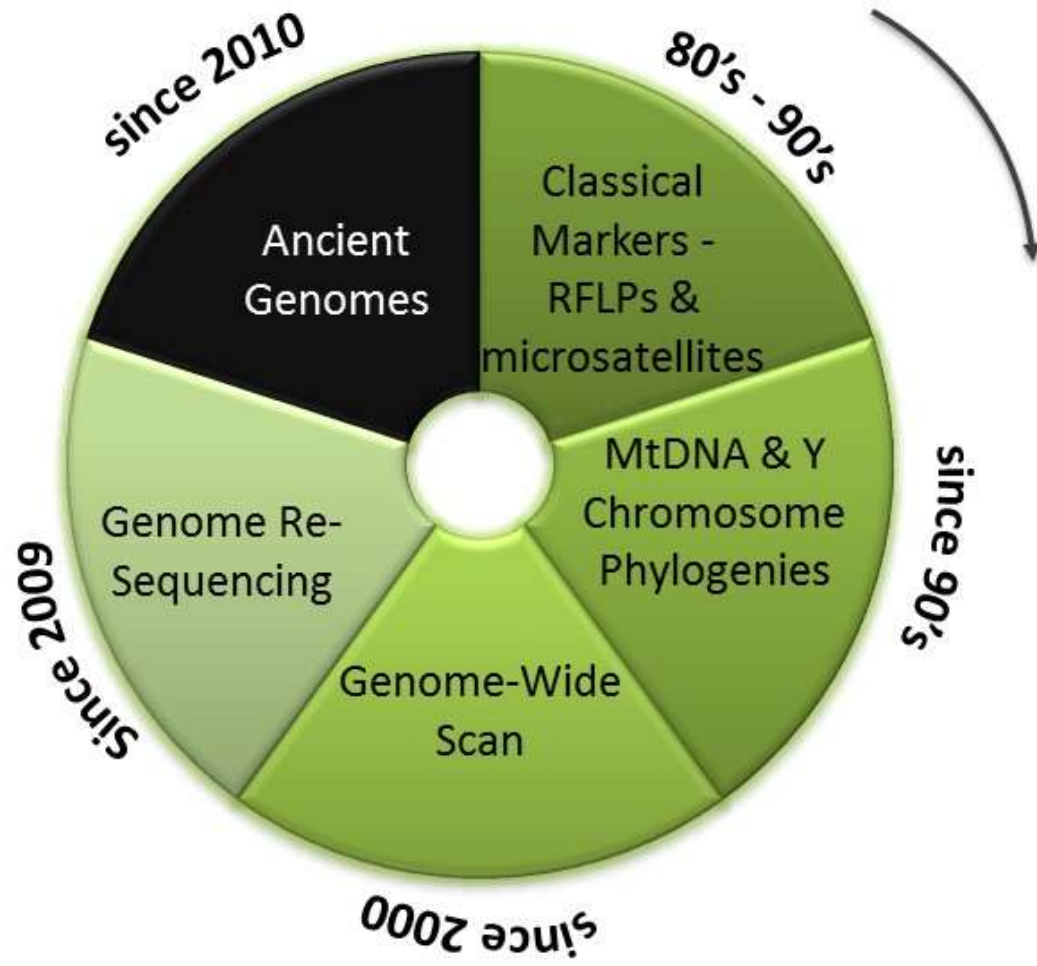 80's - 90's
Classical
Markers -
RFLPs &
microsatellites
since 90's
MtDNA & Y
Chromosome
Phylogenies
since 2000
Genome-Wide
Scan
Since 2009
Genome Re-
Sequencing
since 2010
Ancient
Genomes